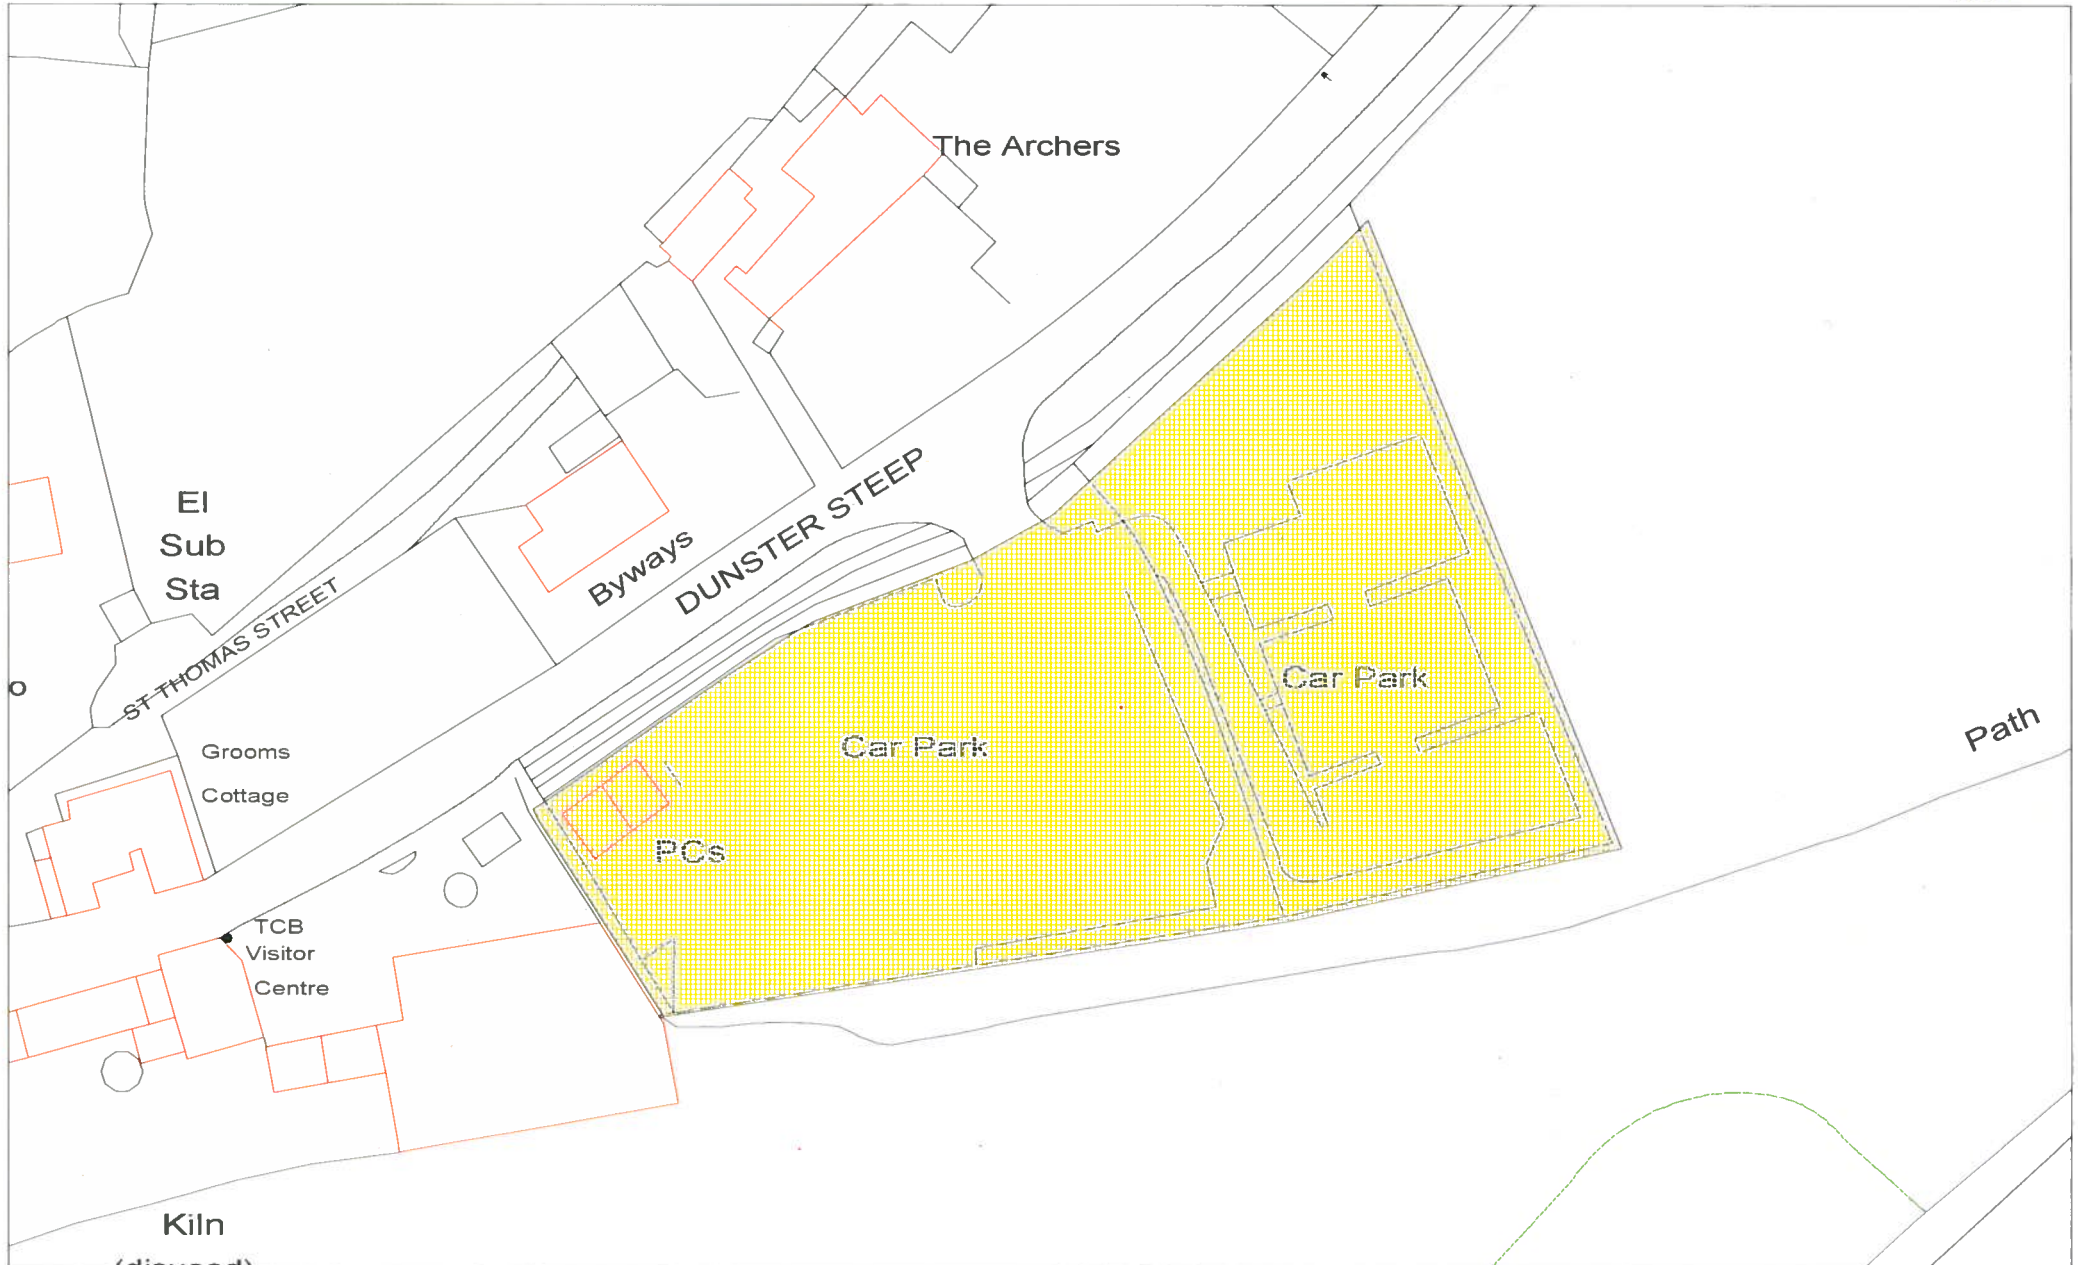 The Archers
El
Sub
Sta
ST THOMAS STREET
Byways
DUNSTER STEEP
o
Grooms
Cottage
Car Park
Car Park
Path
PCs
TCB
Visitor
Centre
Kiln
(disused)